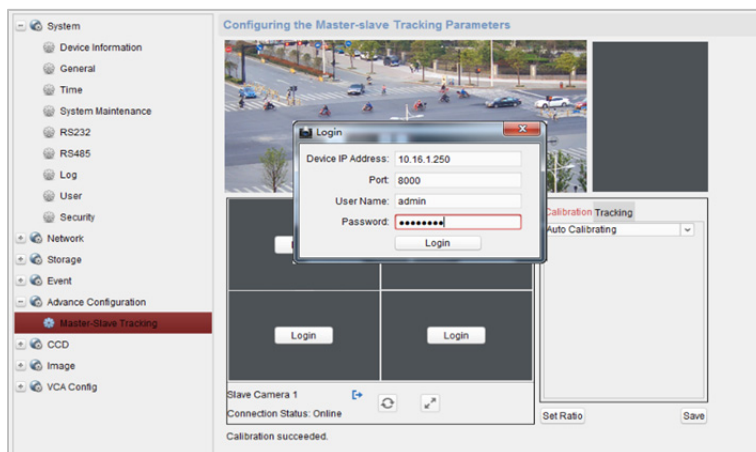 System
Device Information
General
Time
System Maintenance
RS232
RS485
Log
User
Security
Network
Storage
Event
Advance Configuration
Master-Slave Tracking
CCD
Image
VCA Config
Configuring the Master-slave Tracking Parameters
Login
Device IP Address: 10.16.1.250
Port: 8000
User Name: admin
Password: ●●●●●●●●
Login
Login
Login
Slave Camera 1
Connection Status: Online
Calibration succeeded.
Calibration Tracking
Auto Calibrating
Set Ratio
Save